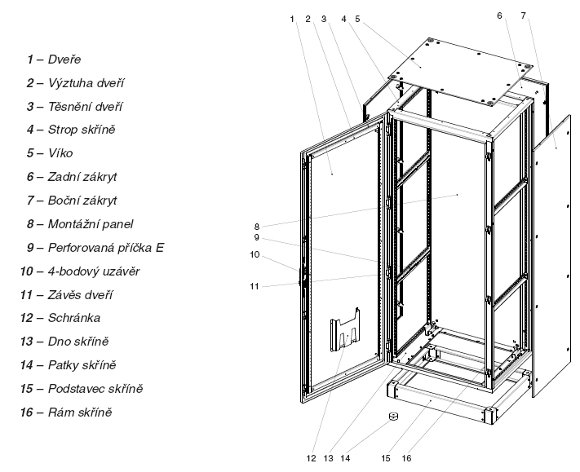 1 2 3 4 5 6 7
1 – Dveře
2 – Výztuha dveří
3 – Těsnění dveří
4 – Strop skříně
5 – Víko
6 – Zadní zákryt
7 – Boční zákryt
8 – Montážní panel
9 – Perforovaná příčka E
10 – 4-bodový uzávěr
11 – Závěs dveří
12 – Schránka
13 – Dno skříně
14 – Patky skříně
15 – Podstavec skříně
16 – Rám skříně
8
9
10
11
12 13 14 15 16